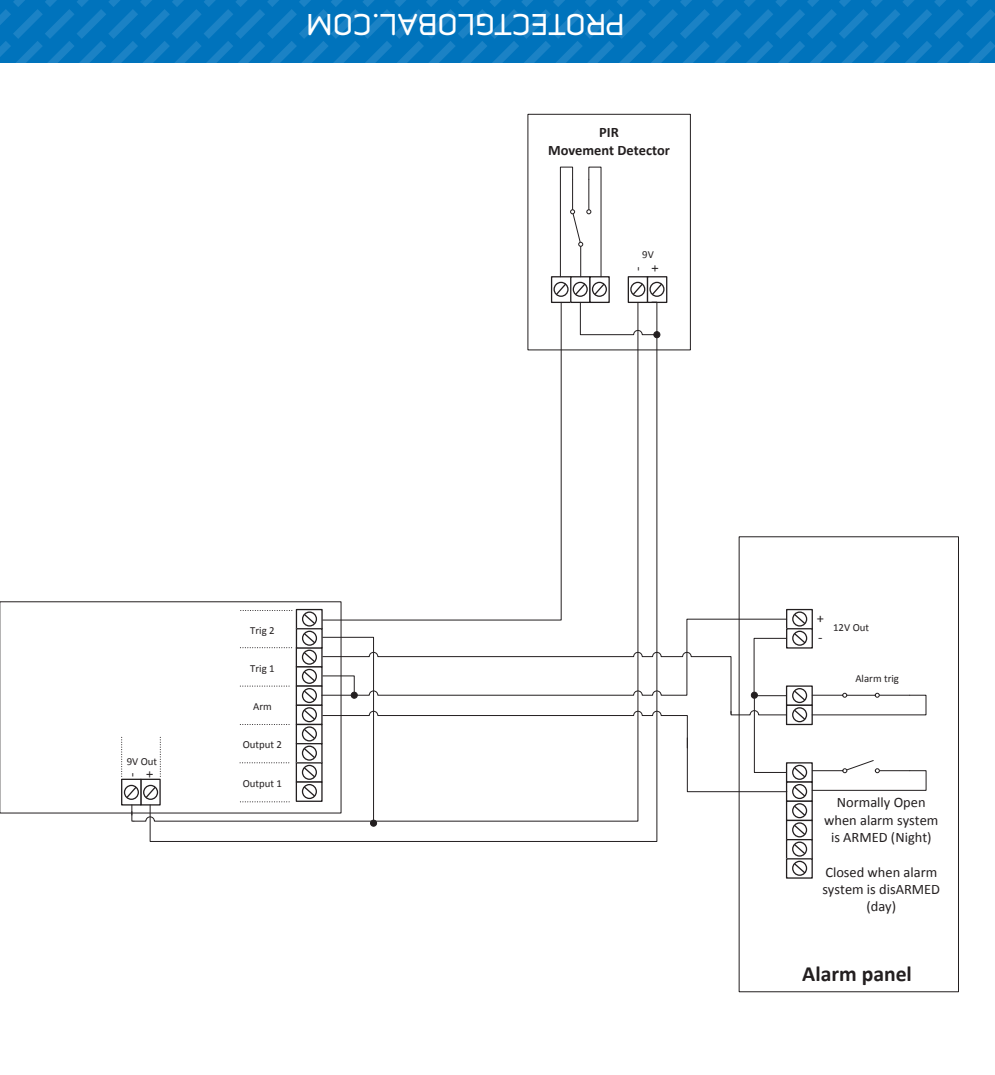 PROTECTGLOBAL.COM
PIR
Movement Detector
9V
- +
Trig 2
Trig 1
Arm
Output 2
Output 1
9V Out
- +
+
12V Out
-
Alarm trig
Normally Open
when alarm system
is ARMED (Night)
Closed when alarm
system is disARMED
(day)
Alarm panel